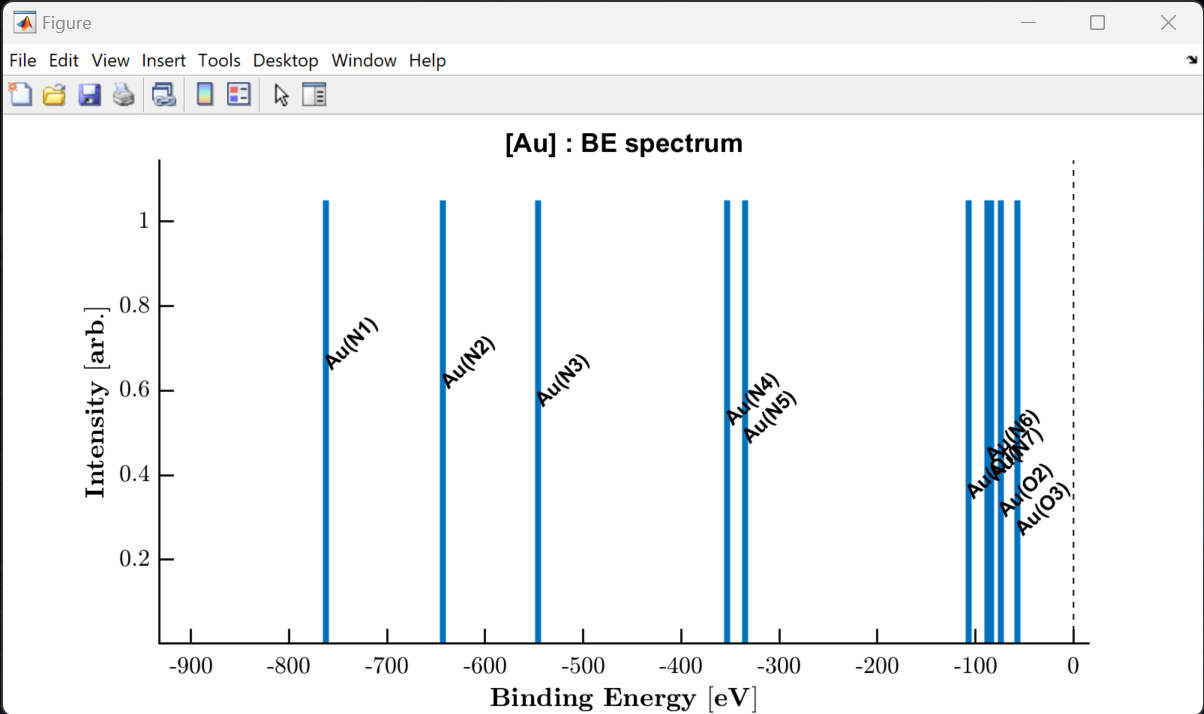 Figure
File Edit View Insert Tools Desktop Window Help
[Au] : BE spectrum
Intensity [arb.]
1
0.8
0.6
0.4
0.2
Au(N1)
Au(N2)
Au(N3)
Au(N4)
Au(N5)
Au(N6)
Au(N7)
Au(O2)
Au(O3)
-900 -800 -700 -600 -500 -400 -300 -200 -100 0
Binding Energy [eV]